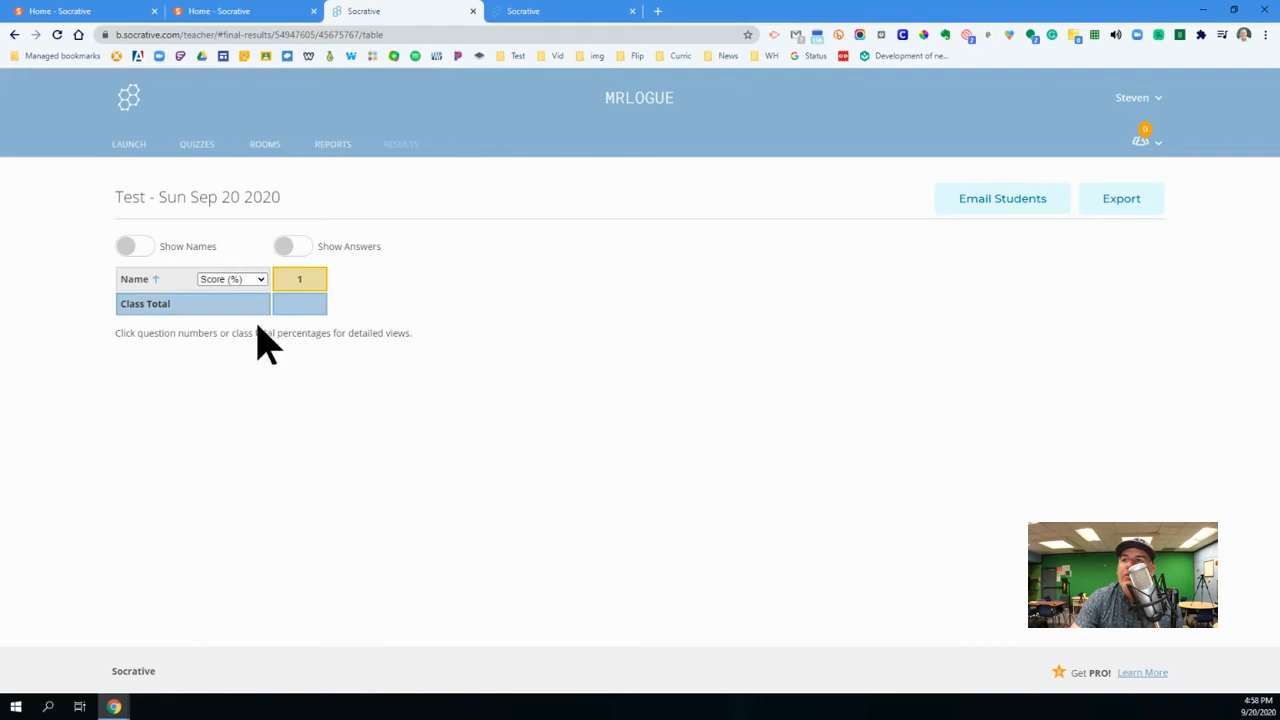 Home - Socrative
Home - Socrative
Socrative
Socrative
b.socrative.com/teacher/#final-results/54947605/45675767/table
Managed bookmarks
Test
Vid
img
Flip
Curric
News
WH
Status
Development of ne...
MRLOGUE
Steven
0
LAUNCH
QUIZZES
ROOMS
REPORTS
RESULTS
Test - Sun Sep 20 2020
Email Students
Export
Show Names
Show Answers
Name ↑
Score (%)
1
Class Total
Click question numbers or class total percentages for detailed views.
Socrative
Get PRO! Learn More
4:58 PM
9/20/2020